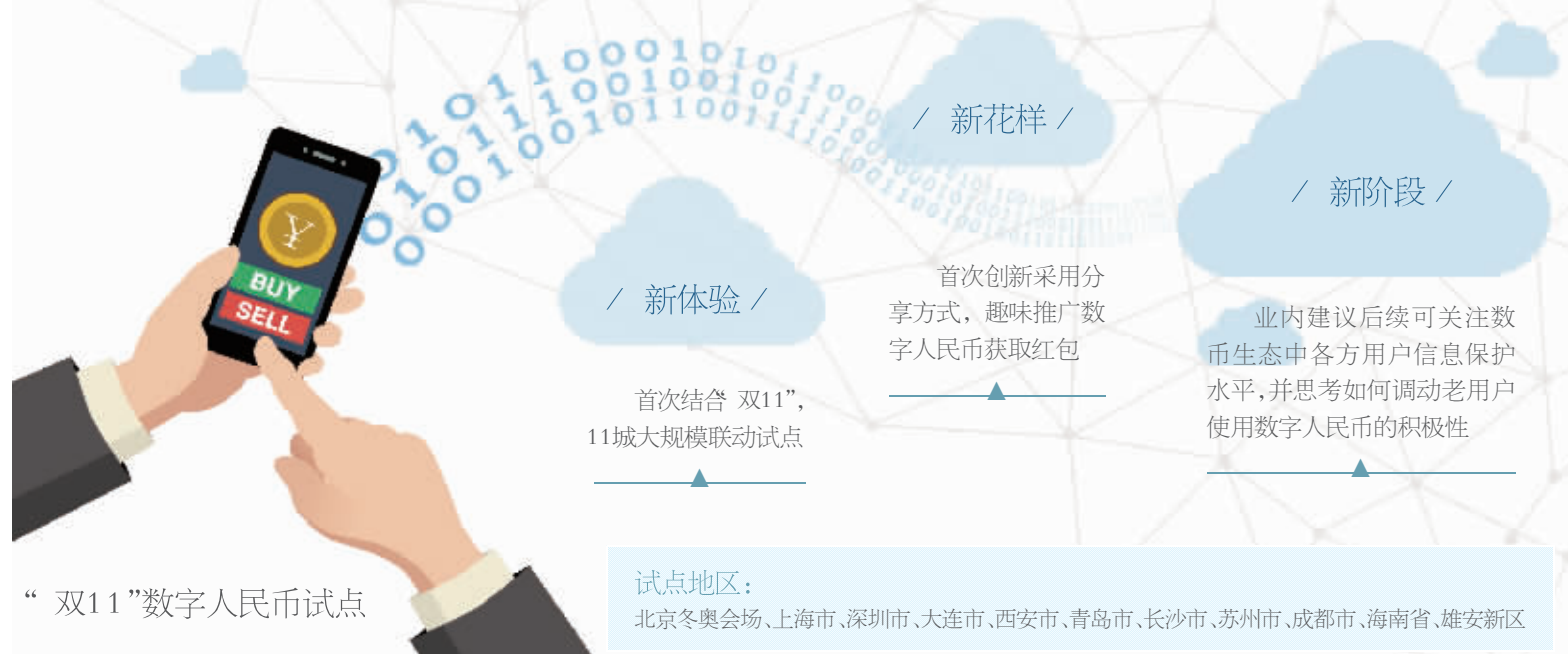 BUY
SELL
¥
/ 新体验 /
首次结合“ 双11”,
11城大规模联动试点
/ 新花样 /
首次创新采用分
享方式，趣味推广数
字人民币获取红包
/ 新阶段 /
业内建议后续可关注数
币生态中各方用户信息保护
水平,并思考如何调动老用户
使用数字人民币的积极性
“ 双11”数字人民币试点
试点地区：
北京冬奥会场、上海市、深圳市、大连市、西安市、青岛市、长沙市、苏州市、成都市、海南省、雄安新区